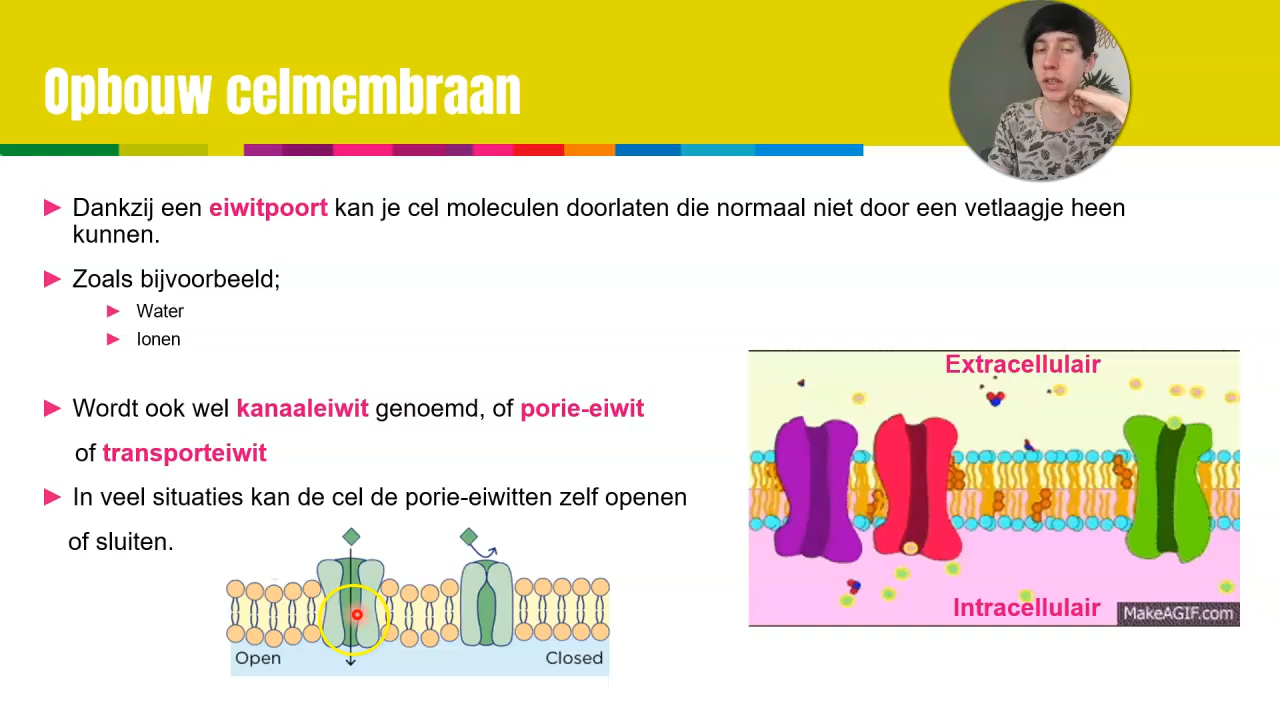 Opbouw celmembraan
Dankzij een eiwitpoort kan je cel moleculen doorlaten die normaal niet door een vetlaagje heen
kunnen.
Zoals bijvoorbeeld;
Water
Ionen
Wordt ook wel kanaaleiwit genoemd, of porie-eiwit
of transporteiwit
In veel situaties kan de cel de porie-eiwitten zelf openen
of sluiten.
Open
Closed
Extracellulair
Intracellulair
MakeAGIF.com